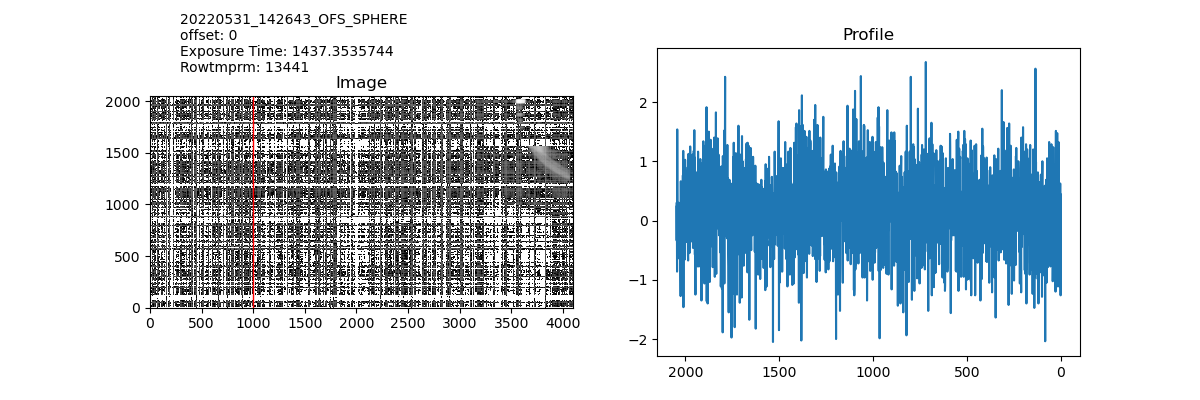 20220531_142643_OFS_SPHERE
offset: 0
Exposure Time: 1437.3535744
Rowtmprm: 13441
Image
2000
1500
1000
500
0
0 500 1000 1500 2000 2500 3000 3500 4000
Profile
2
1
0
−1
−2
2000 1500 1000 500 0